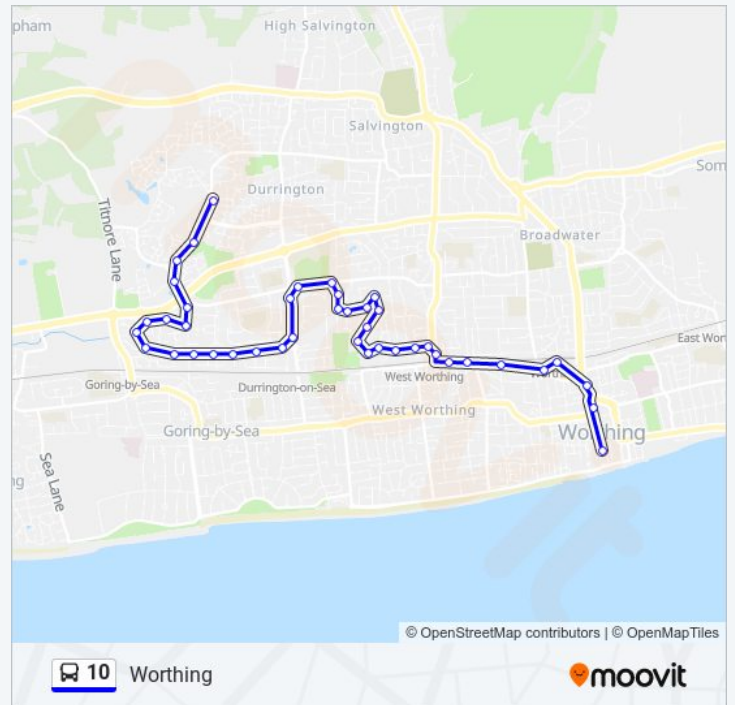 pham
High Salvington
Salvington
Som
Durrington
Titnore Lane
Broadwater
East Wor
Goring-by-Sea
Durrington-on-Sea
West Worthing
West Worthing
Goring-by-Sea
Worthing
Sea Lane
ng
© OpenStreetMap contributors | © OpenMapTiles
10 Worthing
moovit